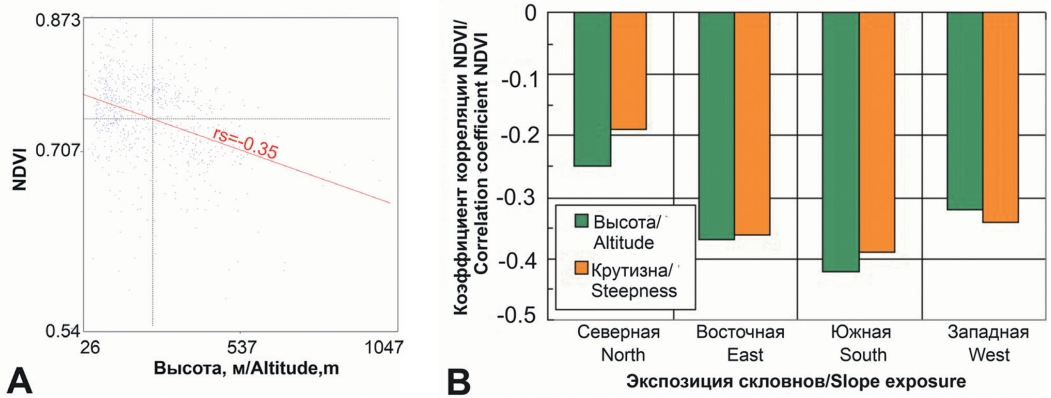 0.873
NDVI
0.707
0.54
rs=-0.35
26
537
1047
Высота, м/Altitude,m
A
Коэффициент корреляции NDVI/
Correlation coefficient NDVI
0
-0.1
-0.2
-0.3
-0.4
-0.5
Высота/
Altitude
Крутизна/
Steepness
Северная
North
Восточная
East
Южная
South
Западная
West
Экспозиция скловнов/Slope exposure
B